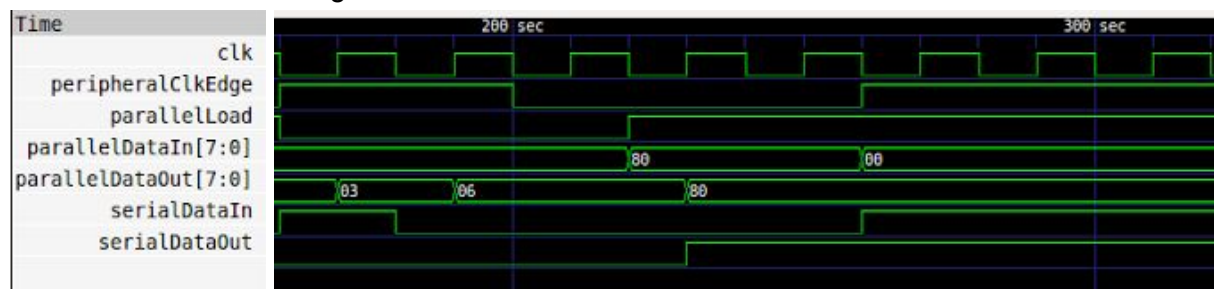 Time
200 sec 300 sec
clk
peripheralClkEdge
parallelLoad
parallelDataIn[7:0] 80 00
parallelDataOut[7:0] 03 06 80
serialDataIn
serialDataOut